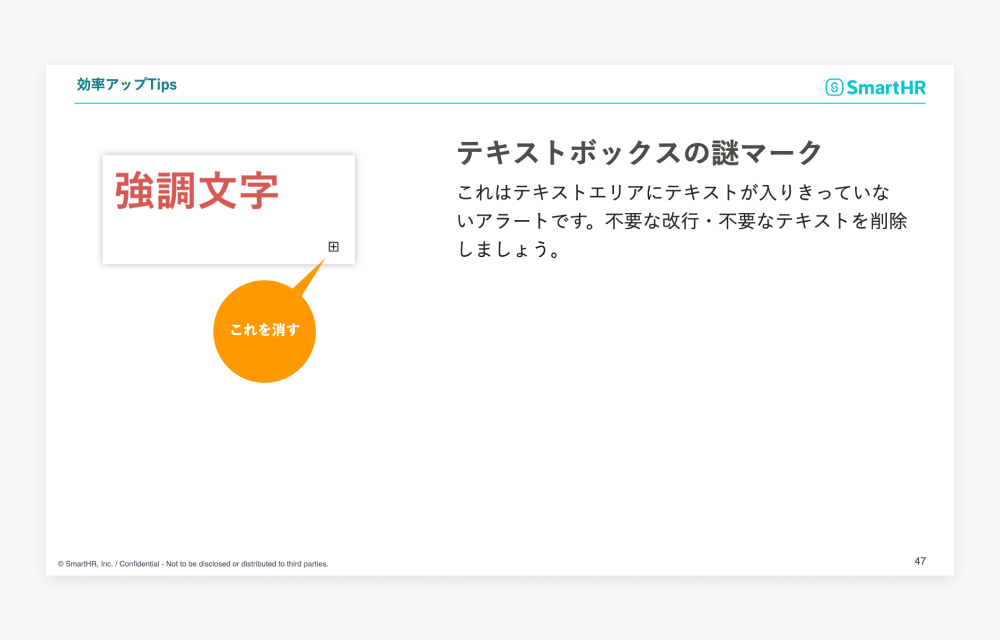 効率アップTips
SmartHR
強調文字
これを消す
テキストボックスの謎マーク
これはテキストエリアにテキストが入りきっていな
いアラートです。不要な改行・不要なテキストを削除
しましょう。
© SmartHR, Inc. / Confidential - Not to be disclosed or distributed to third parties.
47